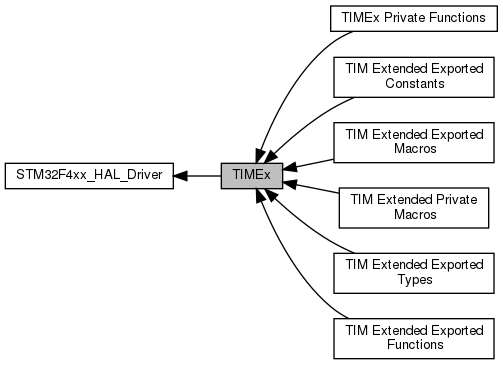 TIMEx Private Functions
TIM Extended Exported
Constants
TIM Extended Exported
Macros
STM32F4xx_HAL_Driver
TIMEx
TIM Extended Private
Macros
TIM Extended Exported
Types
TIM Extended Exported
Functions